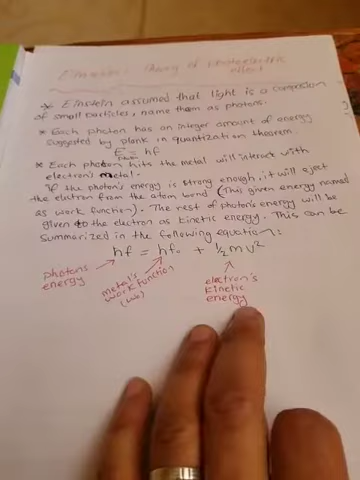 Einstein's theory of photoelectric
effect
* Einstein assumed that light is a composion
of small particles, name them as photons.
* Each photon has an integer amount of energy
suggested by plank in quantization theorem.
E = hf
* Each photon hits the metal will interact with
electron's metal.
If the photon's energy is strong enough, it will eject
the electron from the atom bond (This given energy named
as work function). The rest of photon's energy will be
given to the electron as kinetic energy. This can be
summarized in the following equation:
hf = hf₀ + 1/2 m v²
photon's
energy
metal's
work function
(W₀)
electron's
kinetic
energy